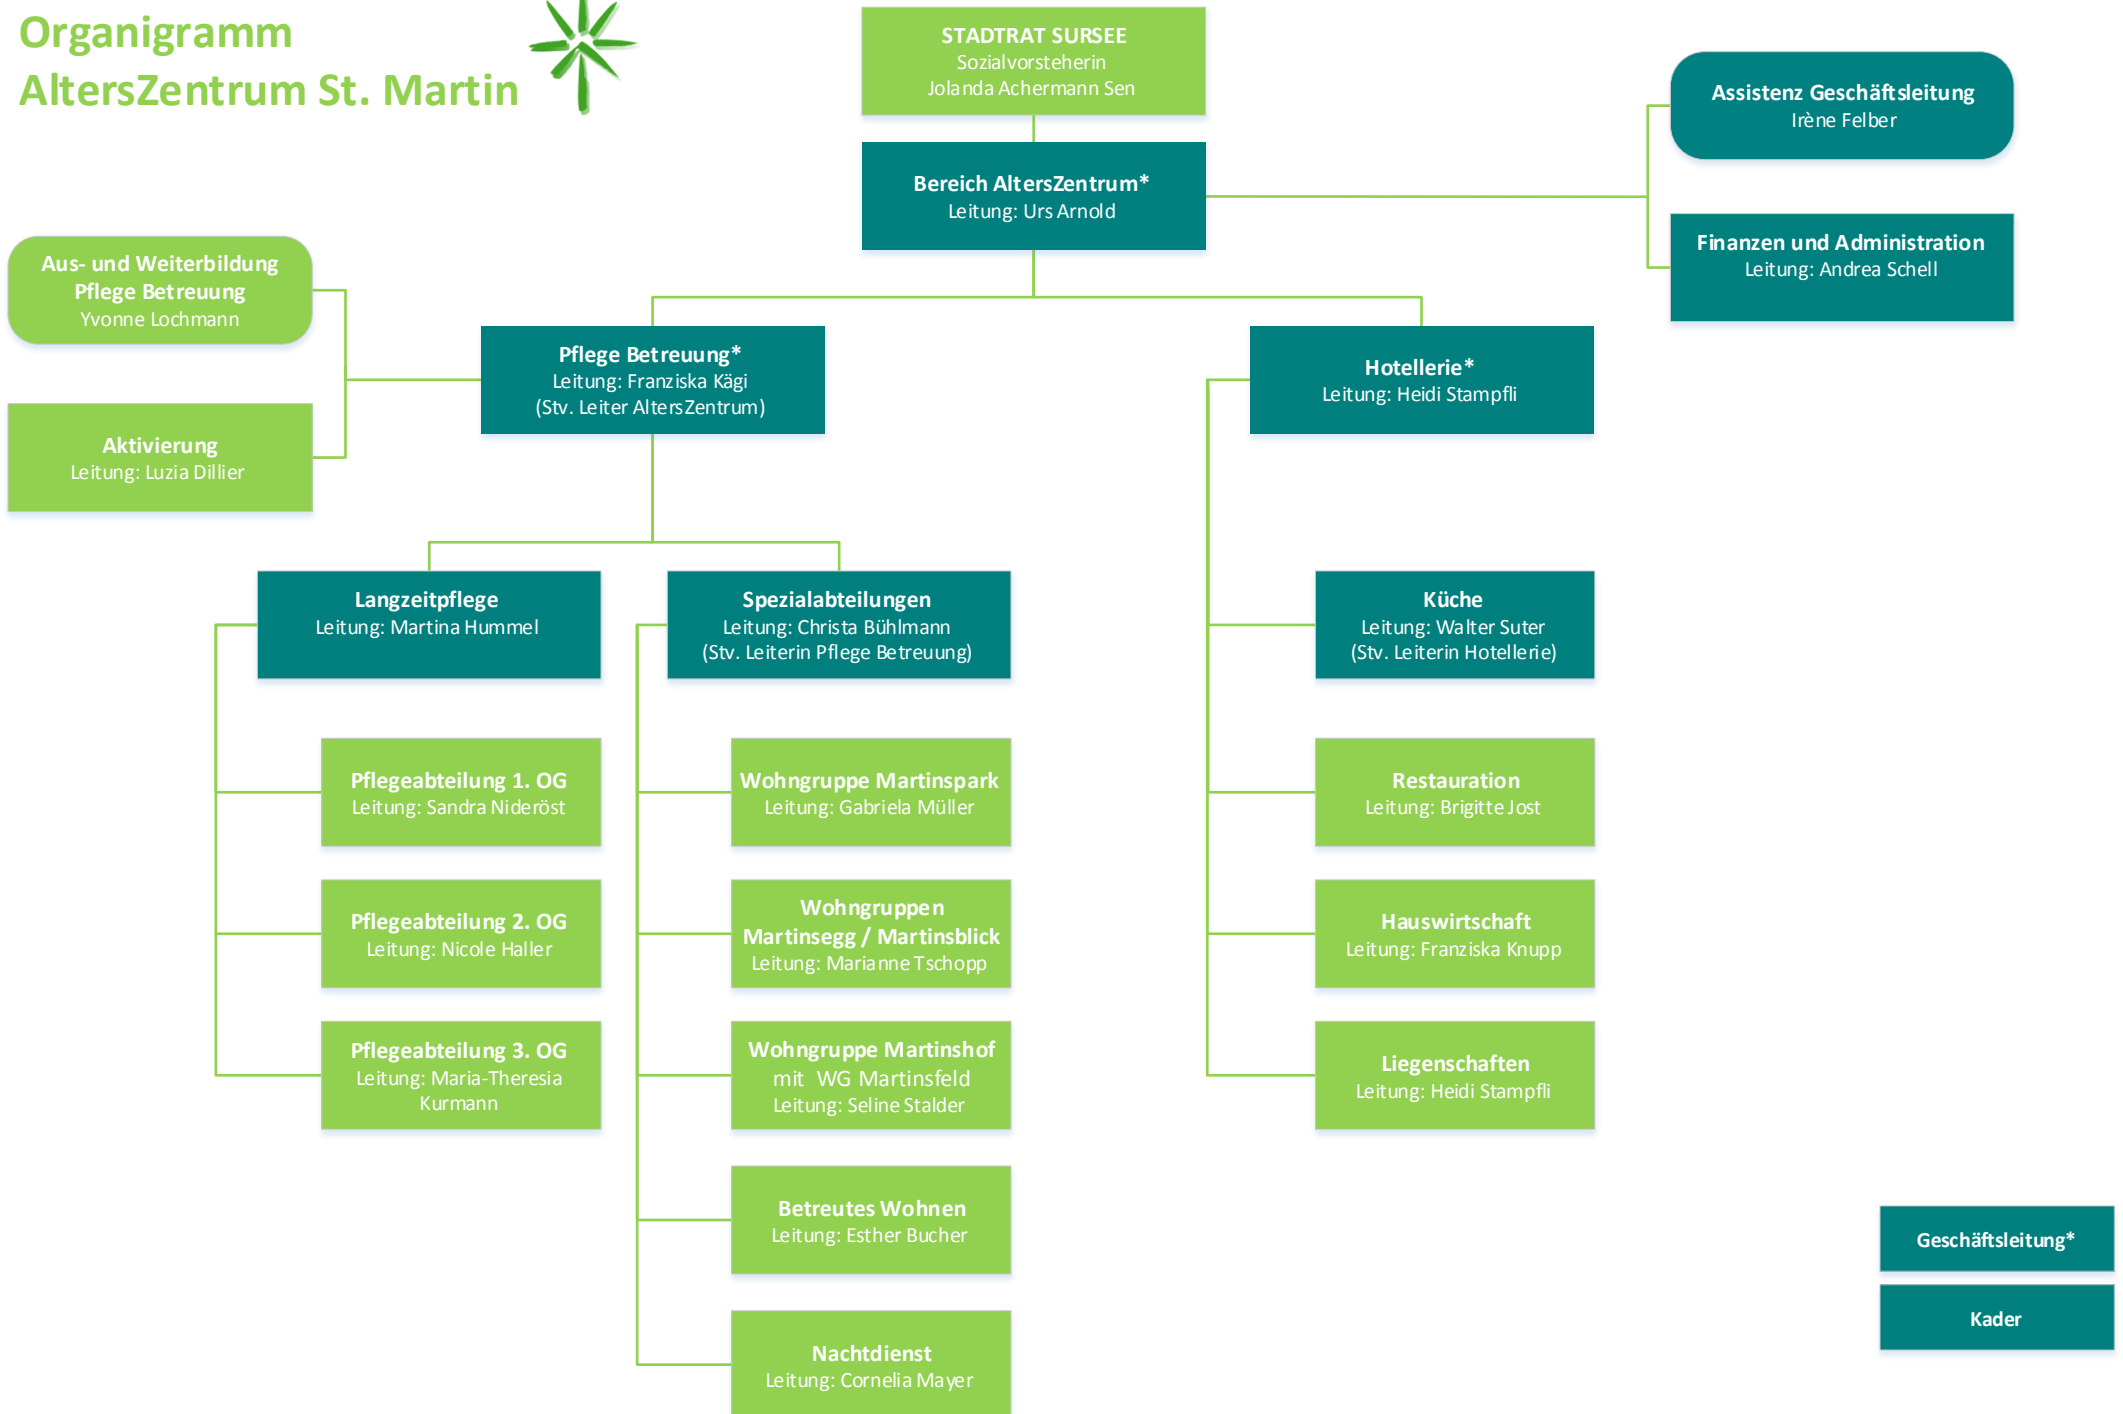 Organigramm
AltersZentrum St. Martin
STADTRAT SURSEE
Sozialvorsteherin
Jolanda Achermann Sen
Assistenz Geschäftsleitung
Irène Felber
Bereich AltersZentrum*
Leitung: Urs Arnold
Finanzen und Administration
Leitung: Andrea Schell
Aus- und Weiterbildung
Pflege Betreuung
Yvonne Lochmann
Pflege Betreuung*
Leitung: Franziska Kägi
(Stv. Leiter AltersZentrum)
Hotellerie*
Leitung: Heidi Stampfli
Aktivierung
Leitung: Luzia Dillier
Langzeitpflege
Leitung: Martina Hummel
Spezialabteilungen
Leitung: Christa Bühlmann
(Stv. Leiterin Pflege Betreuung)
Küche
Leitung: Walter Suter
(Stv. Leiterin Hotellerie)
Pflegeabteilung 1. OG
Leitung: Sandra Nideröst
Wohngruppe Martinspark
Leitung: Gabriela Müller
Restauration
Leitung: Brigitte Jost
Pflegeabteilung 2. OG
Leitung: Nicole Haller
Wohngruppen
Martinsegg / Martinsblick
Leitung: Marianne Tschopp
Hauswirtschaft
Leitung: Franziska Knupp
Pflegeabteilung 3. OG
Leitung: Maria-Theresia
Kurmann
Wohngruppe Martinshof
mit WG Martinsfeld
Leitung: Seline Stalder
Liegenschaften
Leitung: Heidi Stampfli
Betreutes Wohnen
Leitung: Esther Bucher
Nachtdienst
Leitung: Cornelia Mayer
Geschäftsleitung*
Kader